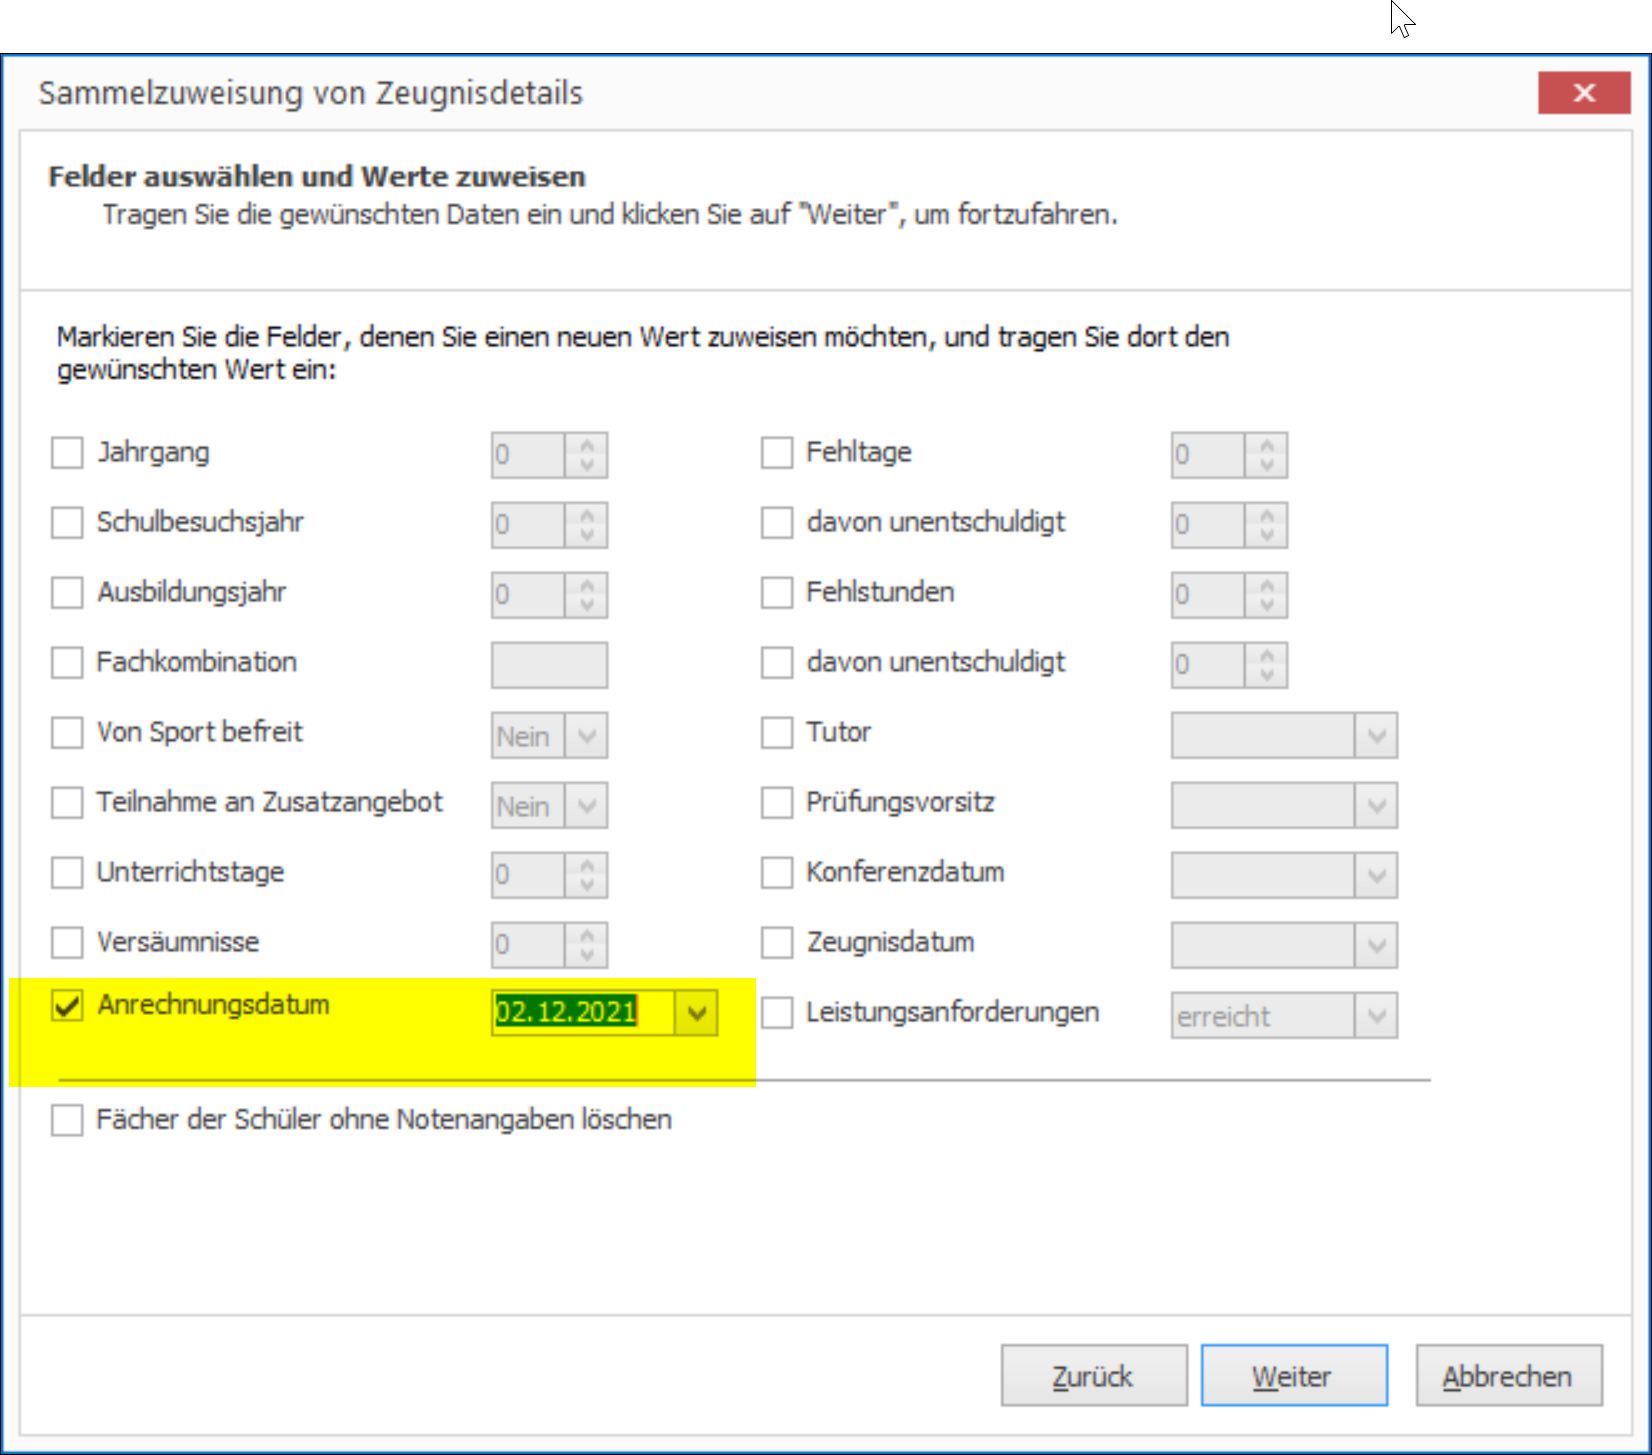 Sammelzuweisung von Zeugnisdetails
Felder auswählen und Werte zuweisen
Tragen Sie die gewünschten Daten ein und klicken Sie auf "Weiter", um fortzufahren.
Markieren Sie die Felder, denen Sie einen neuen Wert zuweisen möchten, und tragen Sie dort den
gewünschten Wert ein:
Jahrgang 0 Fehltage 0
Schulbesuchsjahr 0 davon unentschuldigt 0
Ausbildungsjahr 0 Fehlstunden 0
Fachkombination davon unentschuldigt 0
Von Sport befreit Nein Tutor
Teilnahme an Zusatzangebot Nein Prüfungsvorsitz
Unterrichtstage 0 Konferenzdatum
Versäumnisse 0 Zeugnisdatum
Anrechnungsdatum 02.12.2021 Leistungsanforderungen erreicht
Fächer der Schüler ohne Notenangaben löschen
Zurück Weiter Abbrechen